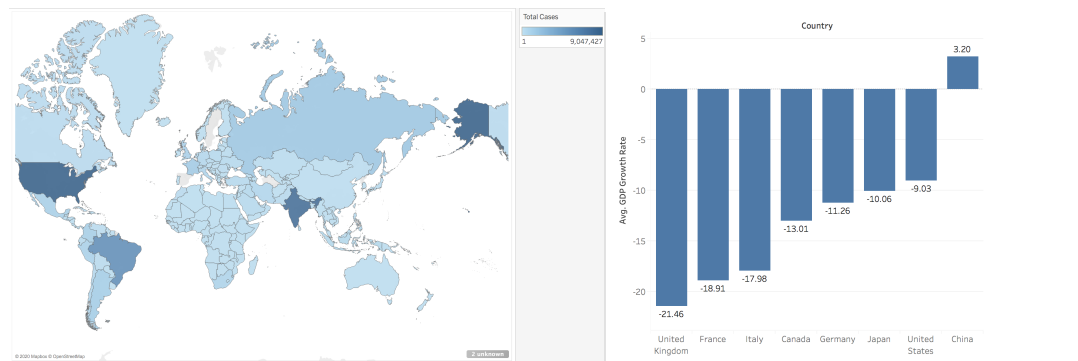 Total Cases
1 9,047,427
© 2020 Mapbox © OpenStreetMap
2 unknown
Country
Avg. GDP Growth Rate
5
0
-5
-10
-15
-20
-21.46
-18.91
-17.98
-13.01
-11.26
-10.06
-9.03
3.20
United Kingdom
France
Italy
Canada
Germany
Japan
United States
China